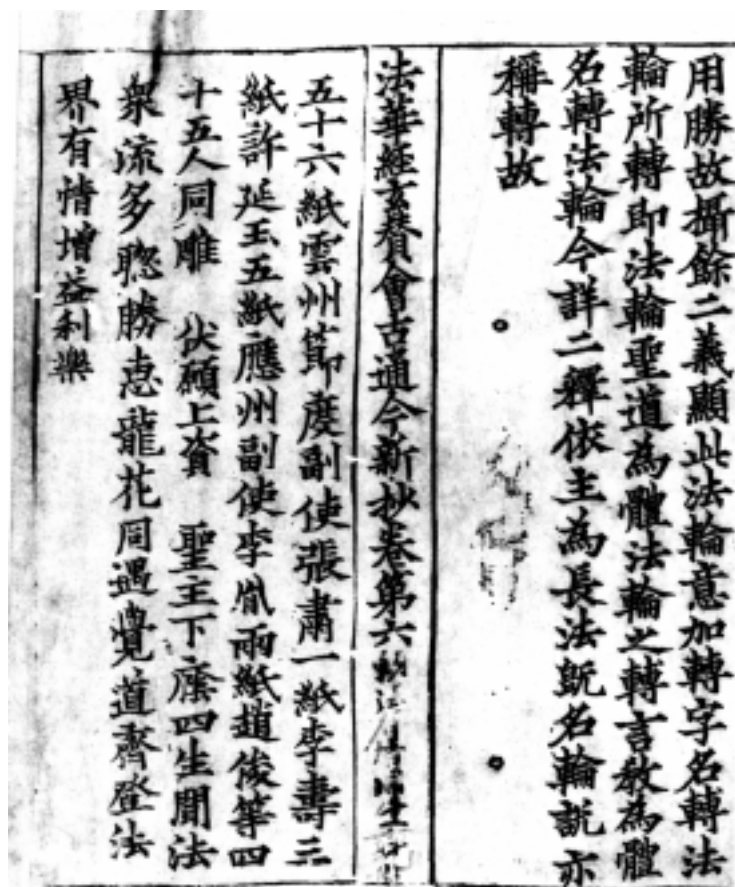 用勝故攝餘二義顯此法輪意加轉字名轉法
輪所轉即法輪聖道為體法輪之轉言教為體
名轉法輪今詳二釋依主為長法既名輪說亦
稱轉故
法華經玄賛會古通今新抄卷第六
五十六紙雲州節度副使張肅一紙李壽三
紙許延玉五紙應州副使李胤兩紙趙俊等四
十五人同雕 伏願上資 聖主下廕四生聞法
衆流多聦勝惠龍花同遇覺道齊登法
界有情增益利樂